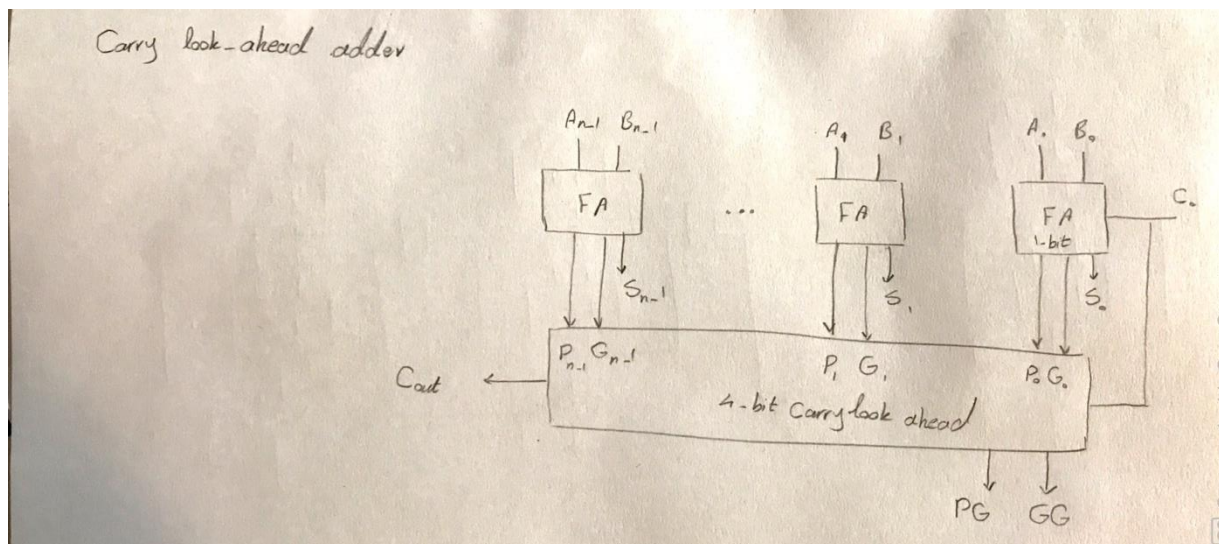 Carry look-ahead adder
An-1 Bn-1 A1 B1 A0 B0
C0
FA ... FA FA
1-bit
Sn-1 S1 S0
Pn-1 Gn-1 P1 G1 P0 G0
Cout
4-bit Carry look ahead
PG GG